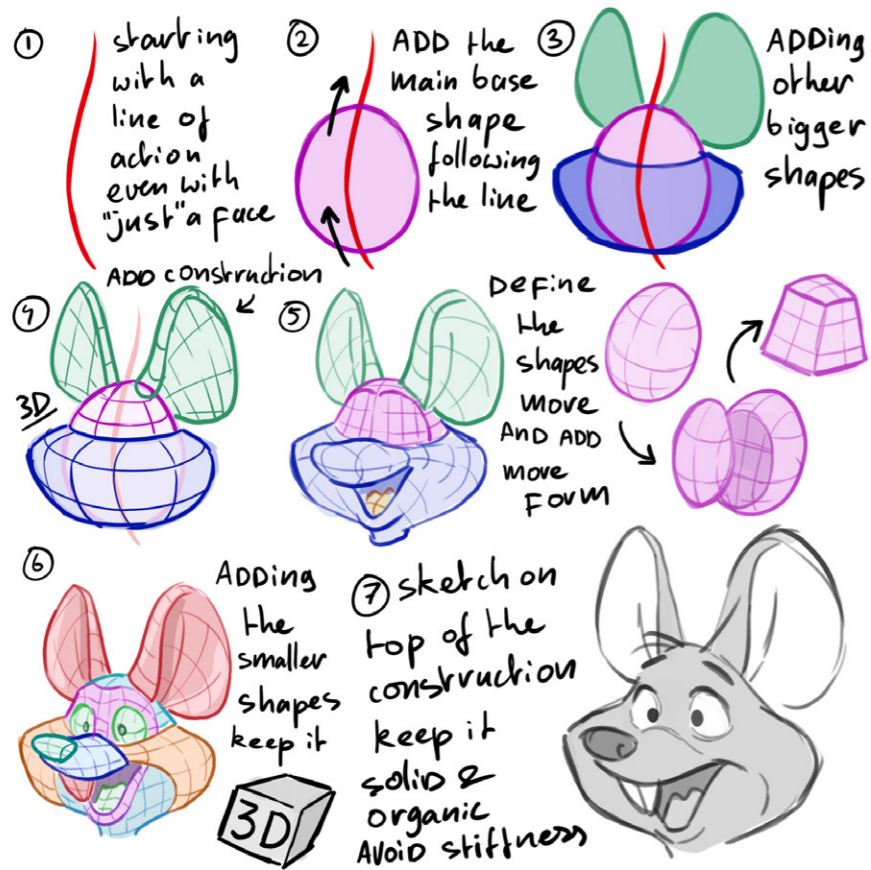 1
starting
with a
line of
action
even with
"just" a face
2
ADD the
main base
shape
following
the line
3
ADDing
other
bigger
shapes
4
ADD construction
3D
5
DEFINE
the
shapes
move
AND ADD
move
FORM
6
ADDing
the
smaller
shapes
keep it
3D
7 sketch on
top of the
construction
keep it
solid &
organic
AVOID stiffness